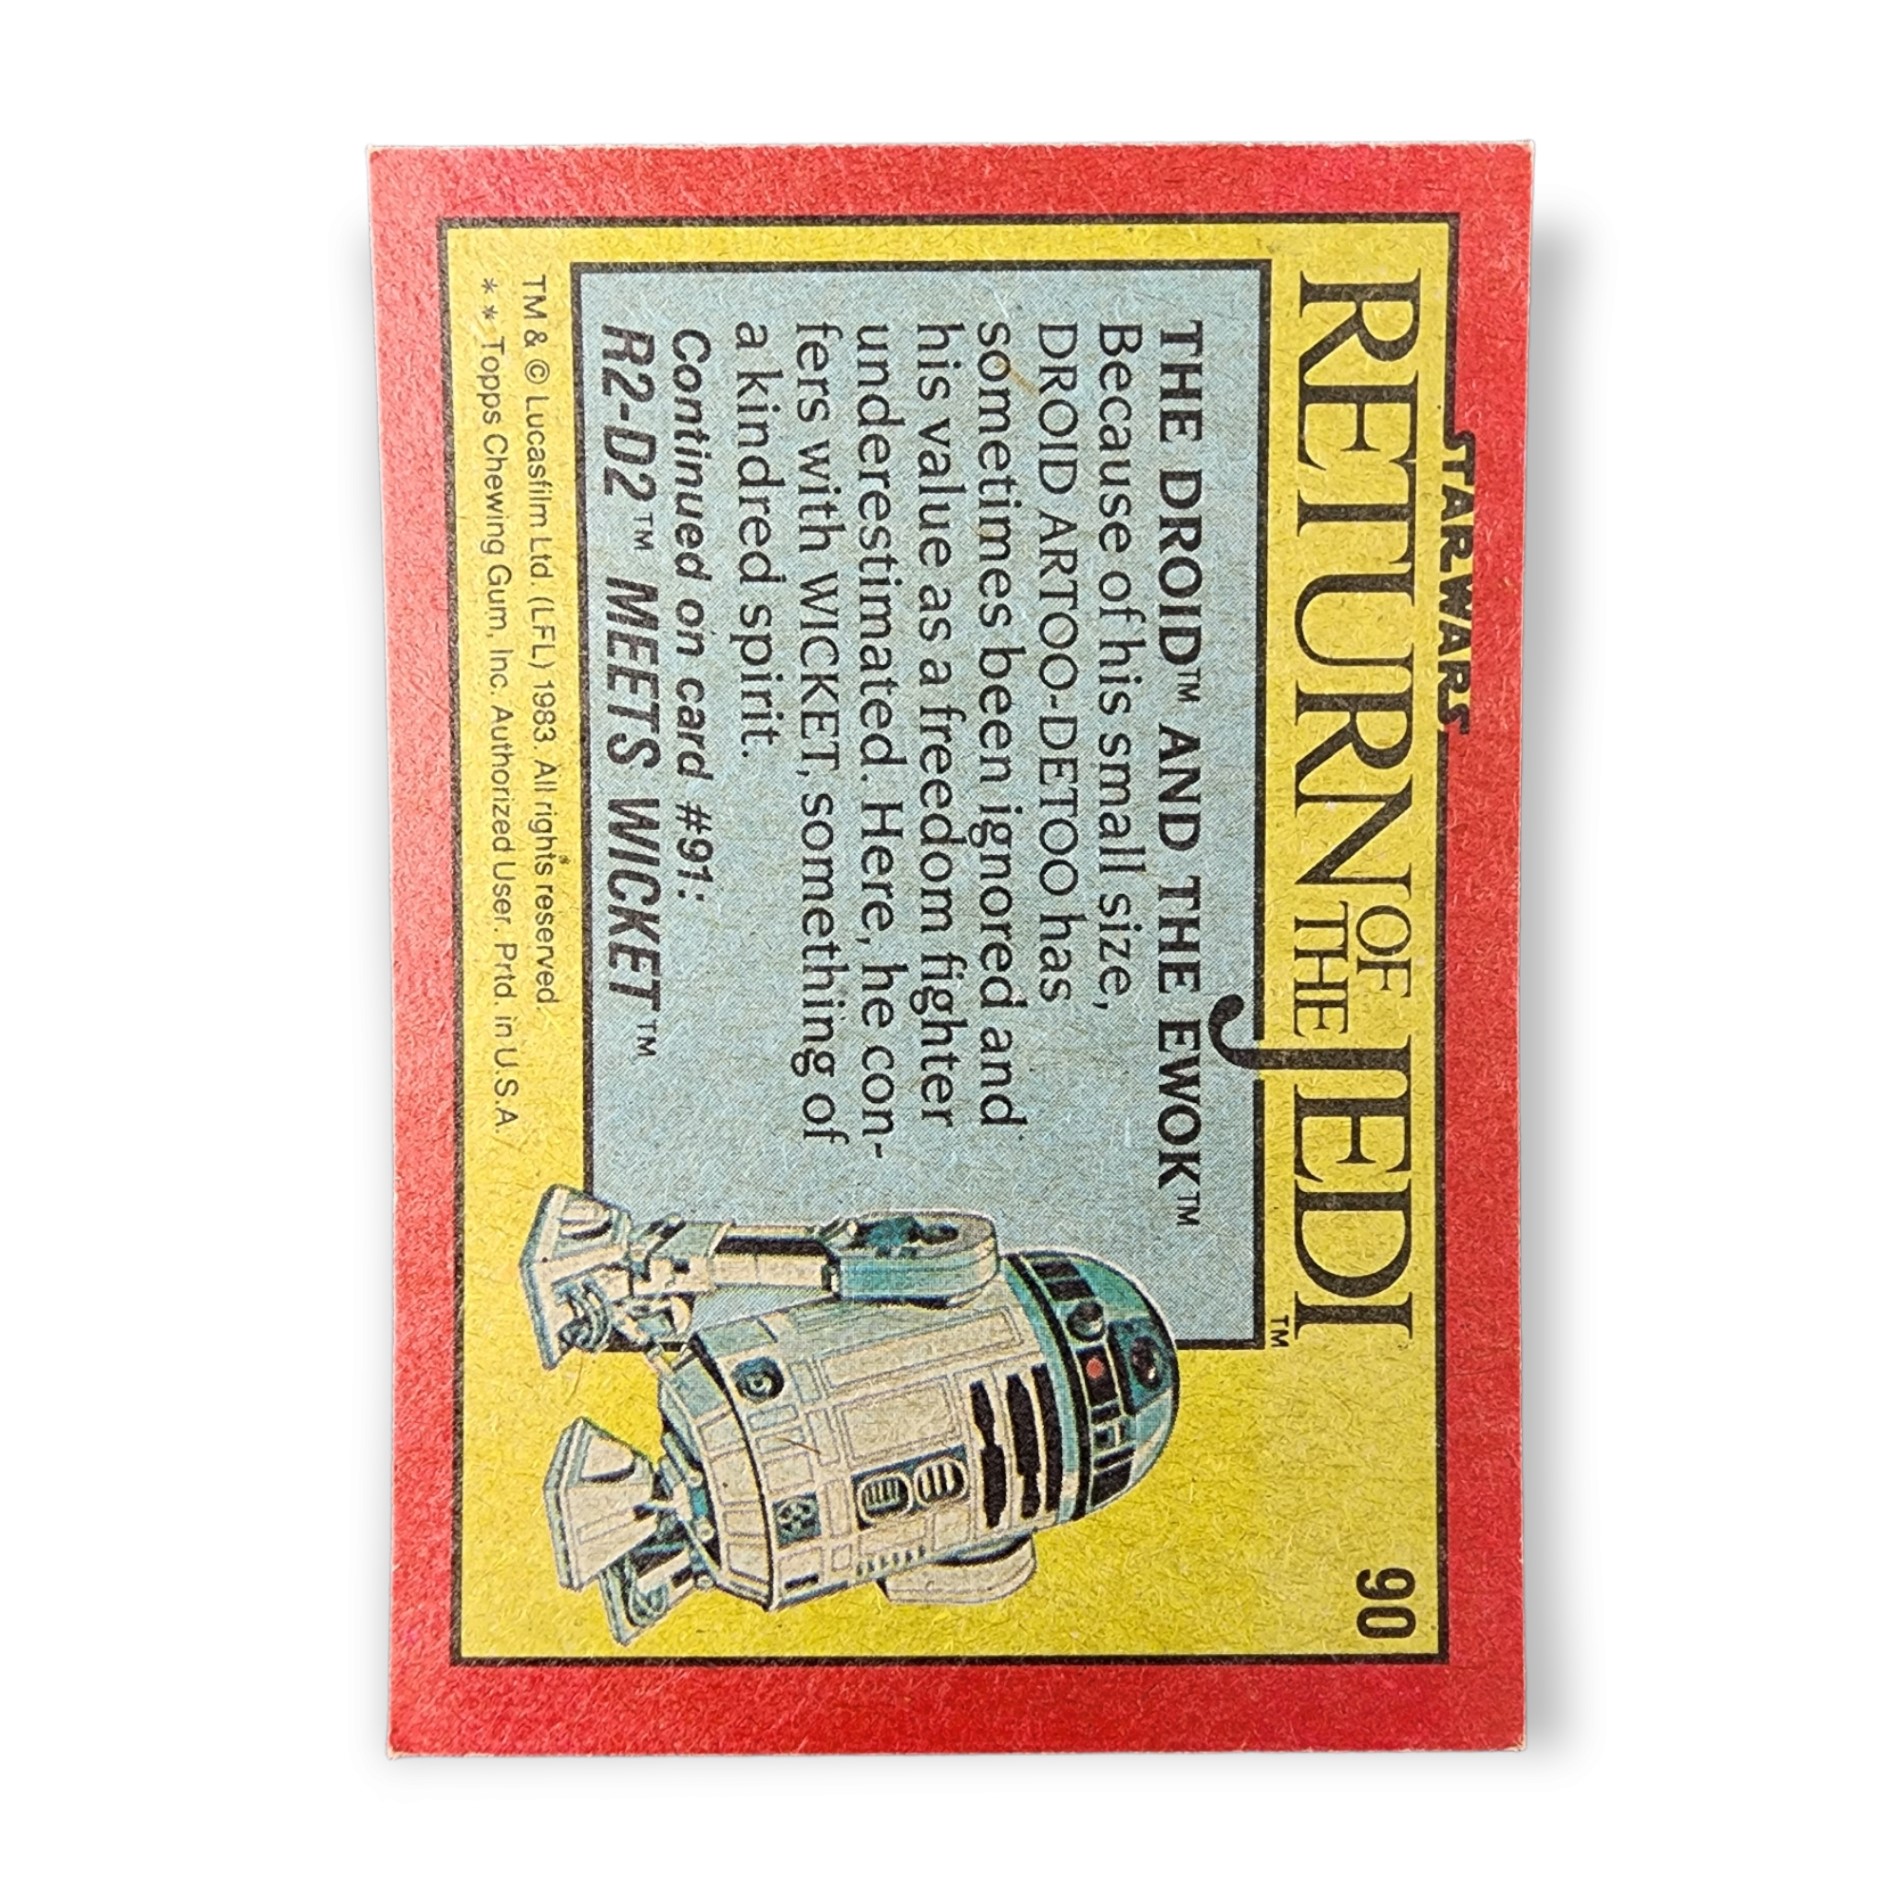 STAR WARS
RETURN OF THE JEDI™
90
THE DROID™ AND THE EWOK™
Because of his small size,
DROID ARTOO-DETOO has
sometimes been ignored and
his value as a freedom fighter
underestimated. Here, he con-
fers with WICKET, something of
a kindred spirit.
Continued on card #91:
R2-D2™ MEETS WICKET™
TM & © Lucasfilm Ltd. (LFL) 1983. All rights reserved.
** Topps Chewing Gum, Inc. Authorized User. Prtd. in U.S.A.